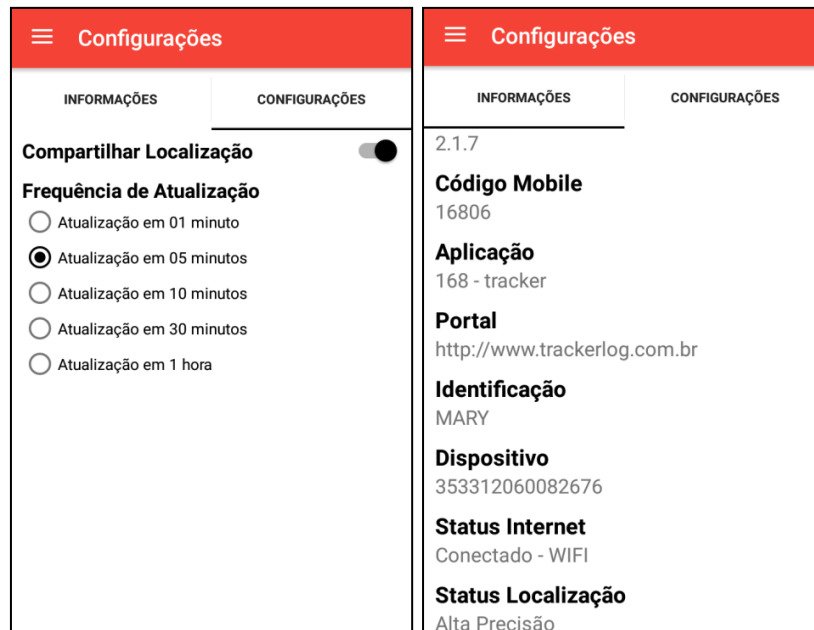 Configurações
INFORMAÇÕES CONFIGURAÇÕES
Compartilhar Localização
Frequência de Atualização
Atualização em 01 minuto
Atualização em 05 minutos
Atualização em 10 minutos
Atualização em 30 minutos
Atualização em 1 hora
Configurações
INFORMAÇÕES CONFIGURAÇÕES
2.1.7
Código Mobile
16806
Aplicação
168 - tracker
Portal
http://www.trackerlog.com.br
Identificação
MARY
Dispositivo
353312060082676
Status Internet
Conectado - WIFI
Status Localização
Alta Precisão